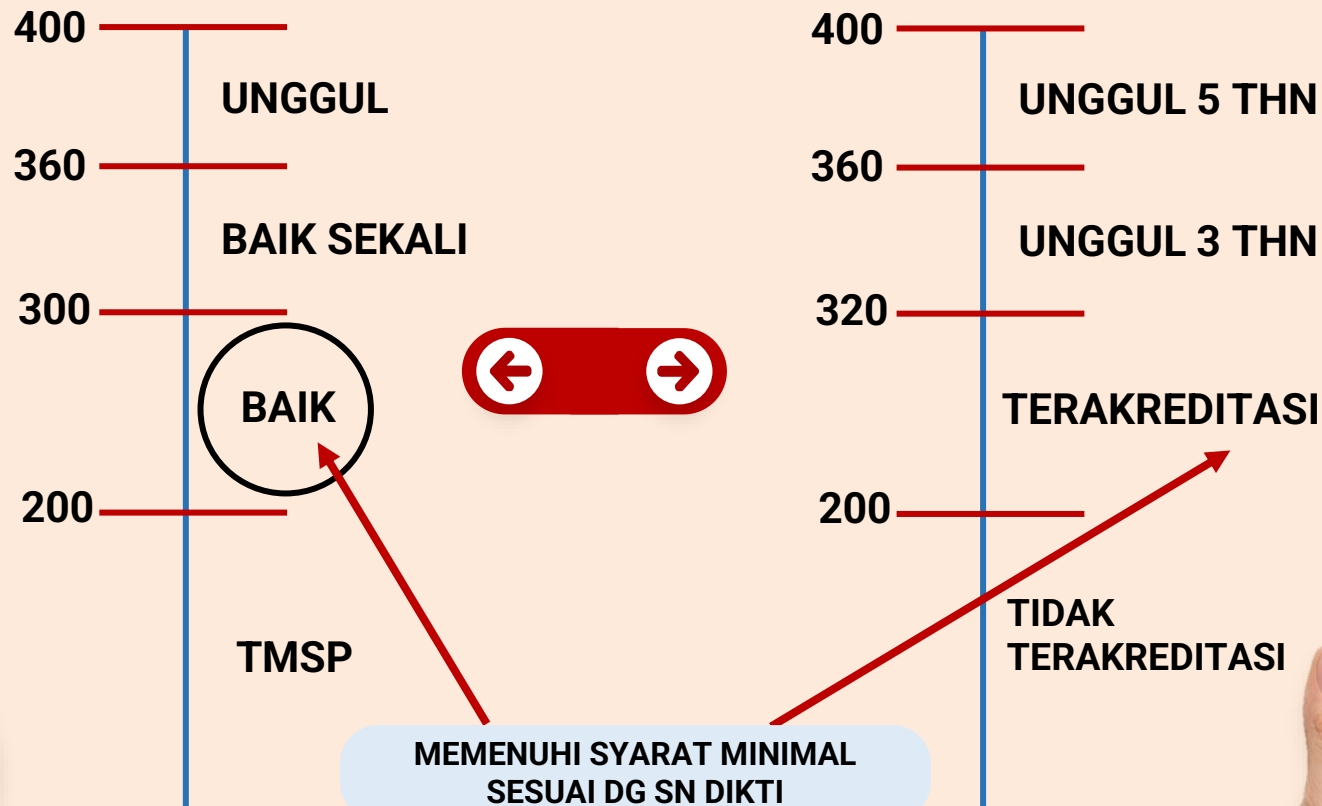 400
UNGGUL
360
BAIK SEKALI
300
BAIK
200
TMSP
400
UNGGUL 5 THN
360
UNGGUL 3 THN
320
TERAKREDITASI
200
TIDAK
TERAKREDITASI
MEMENUHI SYARAT MINIMAL
SESUAI DG SN DIKTI